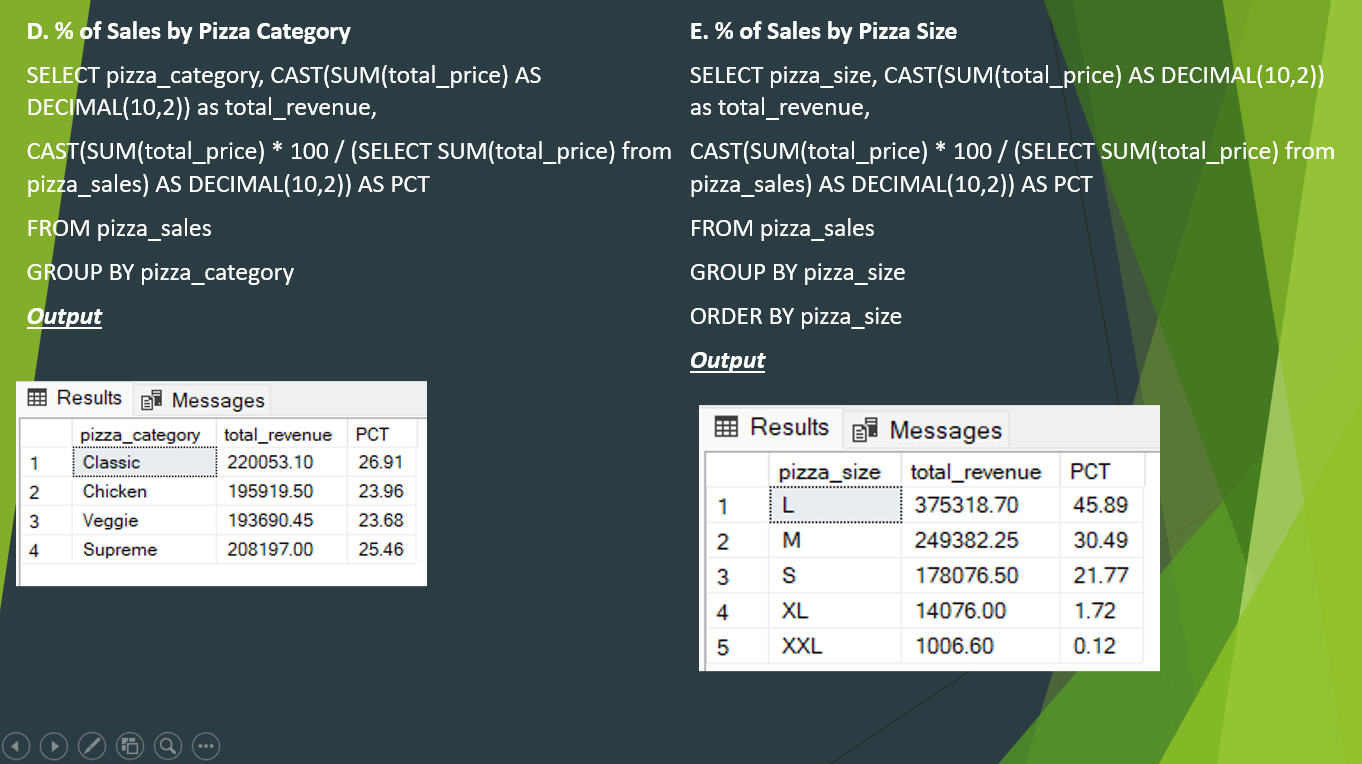 D. % of Sales by Pizza Category
SELECT pizza_category, CAST(SUM(total_price) AS
DECIMAL(10,2)) as total_revenue,
CAST(SUM(total_price) * 100 / (SELECT SUM(total_price) from
pizza_sales) AS DECIMAL(10,2)) AS PCT
FROM pizza_sales
GROUP BY pizza_category
Output
Results Messages
pizza_category total_revenue PCT
1 Classic 220053.10 26.91
2 Chicken 195919.50 23.96
3 Veggie 193690.45 23.68
4 Supreme 208197.00 25.46
E. % of Sales by Pizza Size
SELECT pizza_size, CAST(SUM(total_price) AS DECIMAL(10,2))
as total_revenue,
CAST(SUM(total_price) * 100 / (SELECT SUM(total_price) from
pizza_sales) AS DECIMAL(10,2)) AS PCT
FROM pizza_sales
GROUP BY pizza_size
ORDER BY pizza_size
Output
Results Messages
pizza_size total_revenue PCT
1 L 375318.70 45.89
2 M 249382.25 30.49
3 S 178076.50 21.77
4 XL 14076.00 1.72
5 XXL 1006.60 0.12